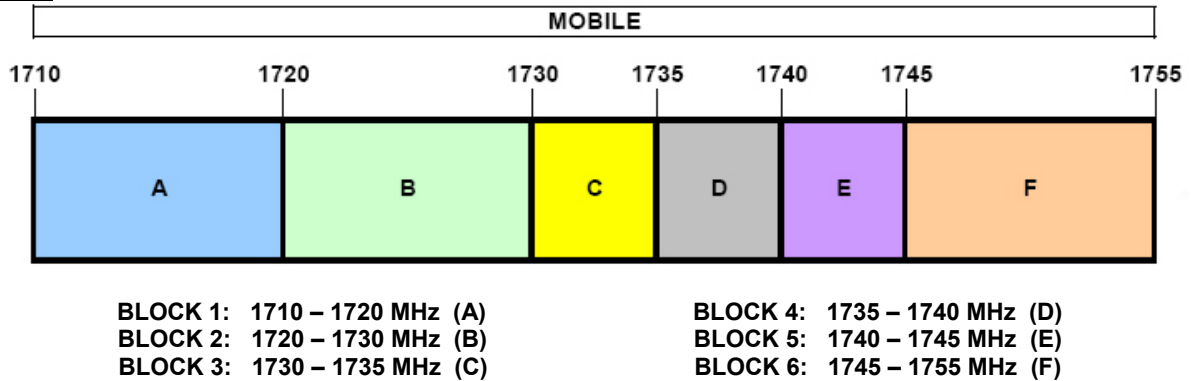 MOBILE
1710 1720 1730 1735 1740 1745 1755
A B C D E F
BLOCK 1: 1710 – 1720 MHz (A)
BLOCK 2: 1720 – 1730 MHz (B)
BLOCK 3: 1730 – 1735 MHz (C)
BLOCK 4: 1735 – 1740 MHz (D)
BLOCK 5: 1740 – 1745 MHz (E)
BLOCK 6: 1745 – 1755 MHz (F)